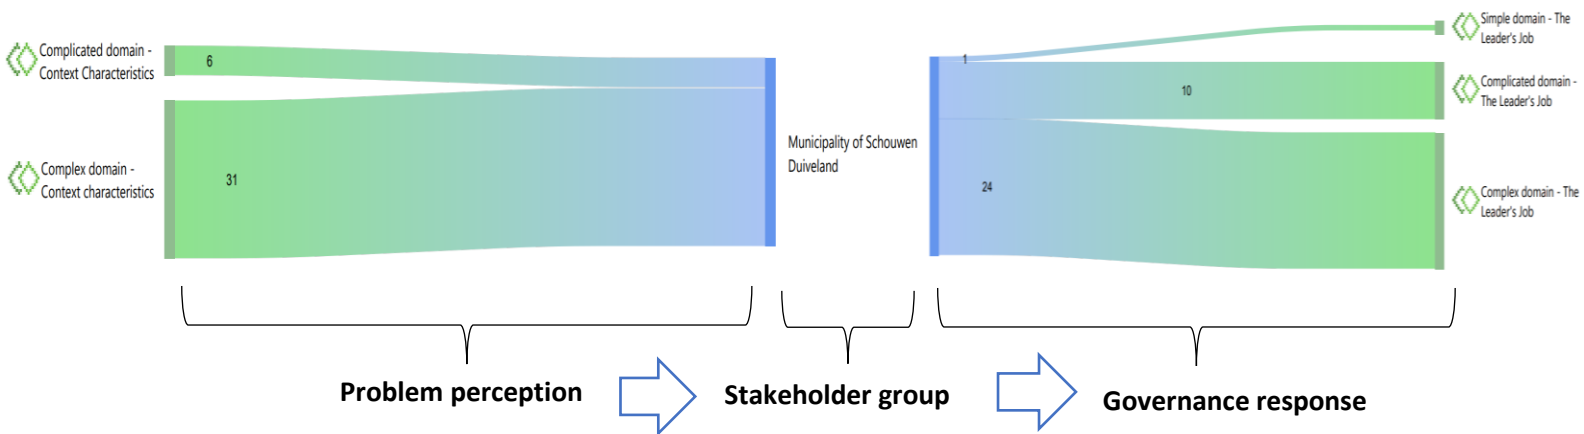 Complicated domain -
Context Characteristics
6
Complex domain -
Context characteristics
31
Municipality of Schouwen
Duiveland
1
10
24
Simple domain - The
Leader's Job
Complicated domain -
The Leader's Job
Complex domain - The
Leader's Job
Problem perception
Stakeholder group
Governance response